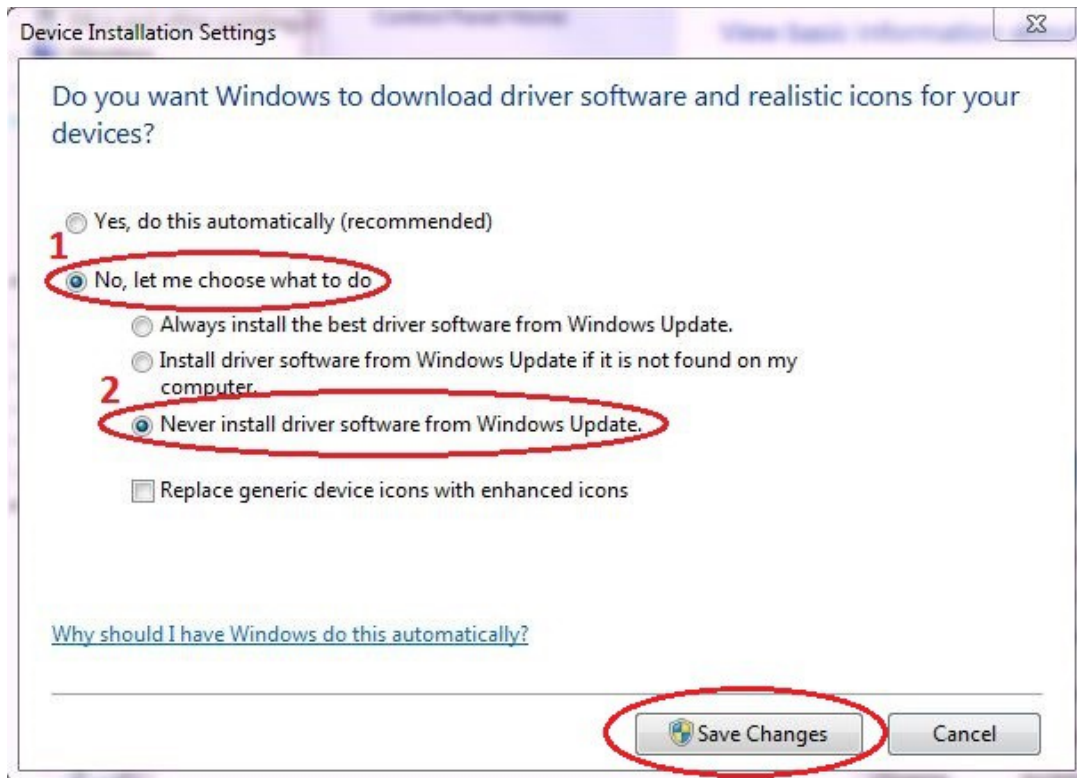 Device Installation Settings
Do you want Windows to download driver software and realistic icons for your
devices?
Yes, do this automatically (recommended)
1
No, let me choose what to do
Always install the best driver software from Windows Update.
Install driver software from Windows Update if it is not found on my
computer.
2
Never install driver software from Windows Update.
Replace generic device icons with enhanced icons
Why should I have Windows do this automatically?
Save Changes
Cancel